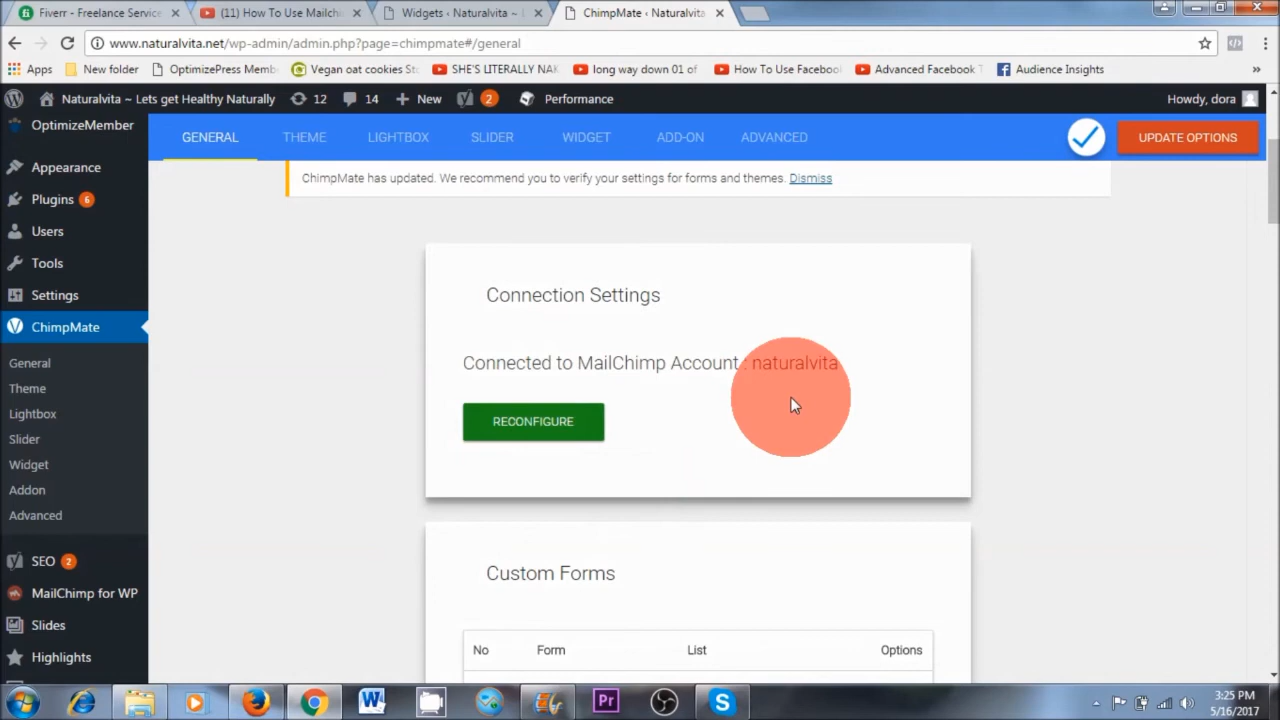 Fiverr - Freelance Service
(11) How To Use Mailchi
Widgets ‹ Naturalvita ~ L
ChimpMate ‹ Naturalvita
www.naturalvita.net/wp-admin/admin.php?page=chimpmate#/general
Apps
New folder
OptimizePress Memb
Vegan oat cookies St
SHE'S LITERALLY NAK
long way down 01 of
How To Use Facebook
Advanced Facebook T
Audience Insights
»
Naturalvita ~ Lets get Healthy Naturally
12
14
New
2
Performance
Howdy, dora
OptimizeMember
Appearance
Plugins 6
Users
Tools
Settings
ChimpMate
General
Theme
Lightbox
Slider
Widget
Addon
Advanced
SEO 2
MailChimp for WP
Slides
Highlights
GENERAL
THEME
LIGHTBOX
SLIDER
WIDGET
ADD-ON
ADVANCED
UPDATE OPTIONS
ChimpMate has updated. We recommend you to verify your settings for forms and themes. Dismiss
Connection Settings
Connected to MailChimp Account : naturalvita
RECONFIGURE
Custom Forms
No Form List Options
3:25 PM
5/16/2017